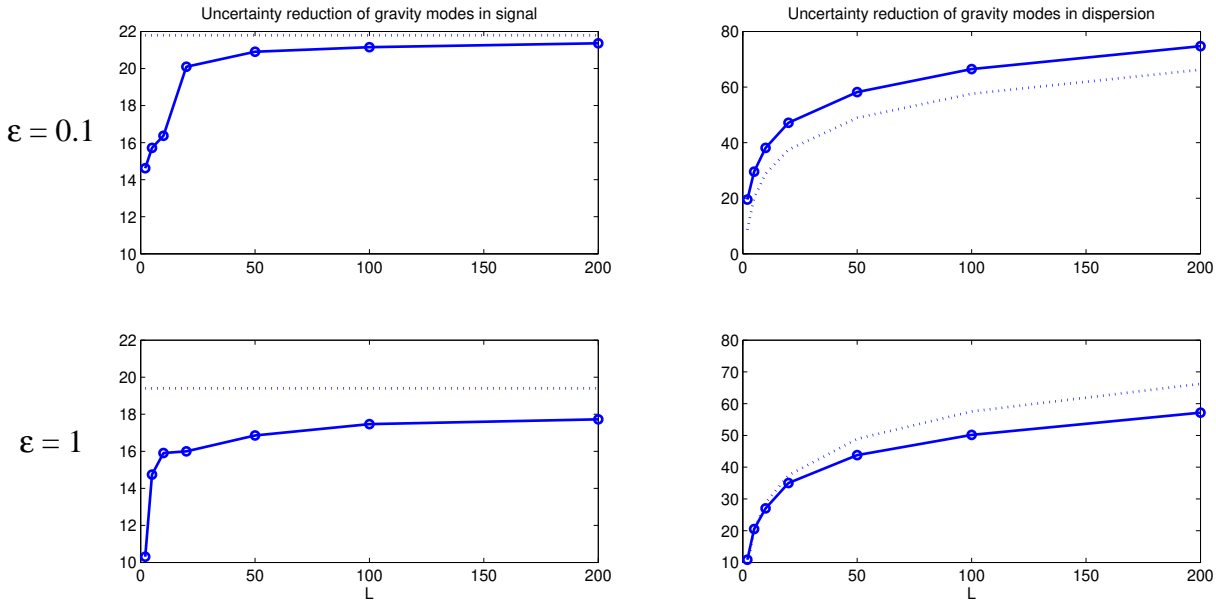 Uncertainty reduction of gravity modes in signal
22
20
18
16
14
12
10
0 50 100 150 200
Uncertainty reduction of gravity modes in dispersion
80
60
40
20
0
0 50 100 150 200
ε = 0.1
22
20
18
16
14
12
10
0 50 100 150 200
L
80
70
60
50
40
30
20
10
0 50 100 150 200
L
ε = 1